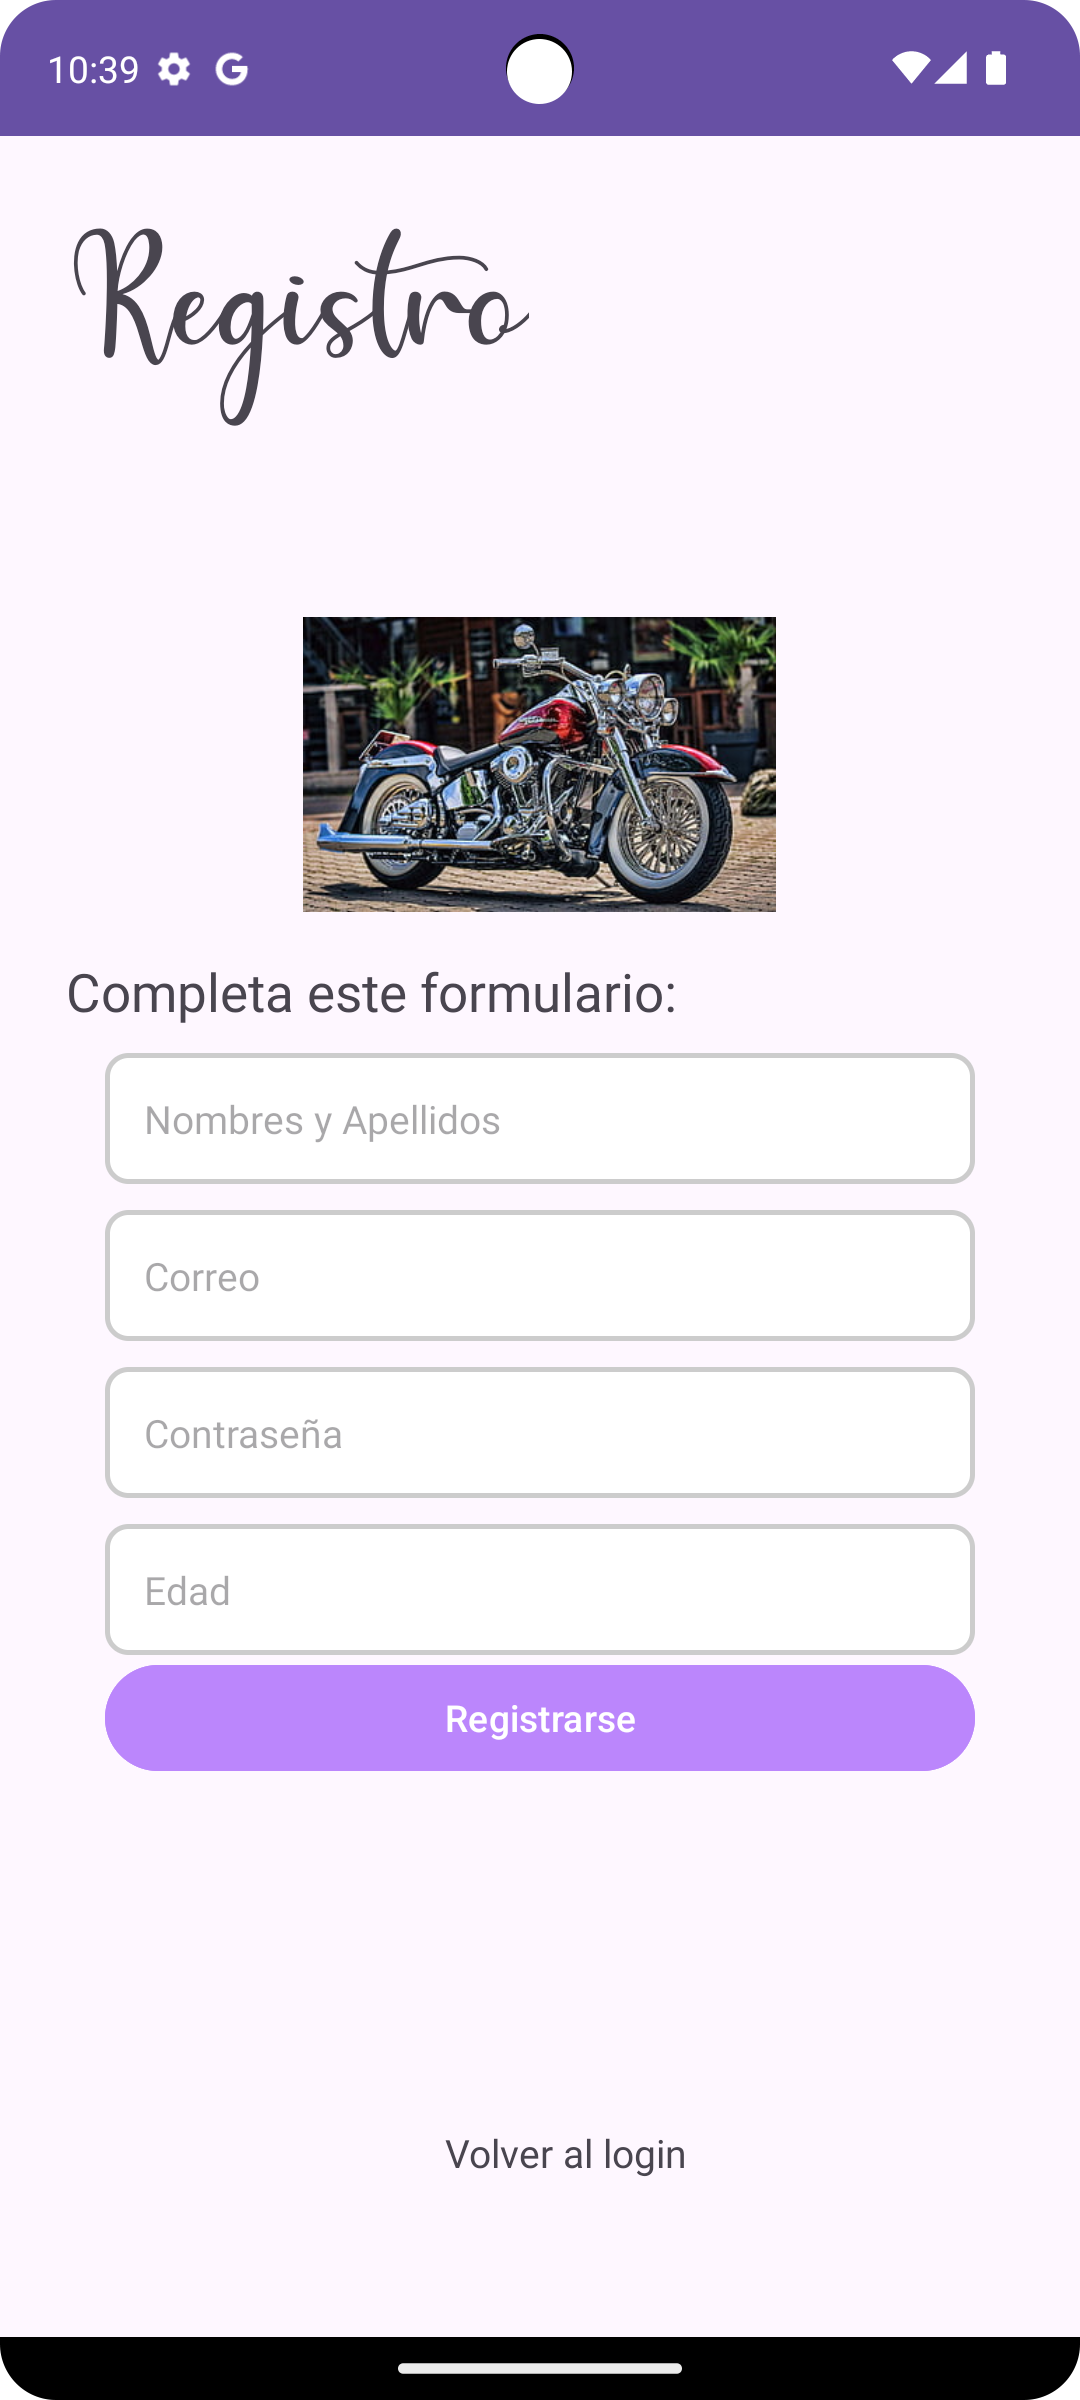 10:39
Registro
Completa este formulario:
Nombres y Apellidos
Correo
Contraseña
Edad
Registrarse
Volver al login